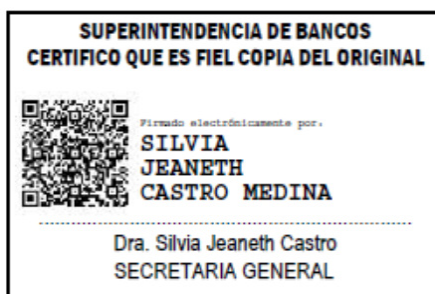 SUPERINTENDENCIA DE BANCOS
CERTIFICO QUE ES FIEL COPIA DEL ORIGINAL
Firmado electrónicamente por:
SILVIA
JEANETH
CASTRO MEDINA
Dra. Silvia Jeaneth Castro
SECRETARIA GENERAL